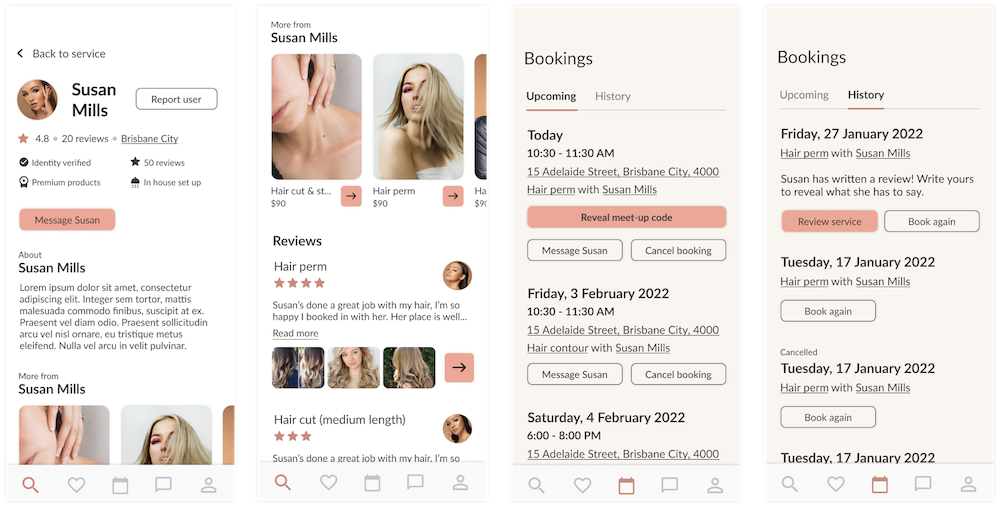 Back to service
Susan
Mills
Report user
4.8 20 reviews Brisbane City
Identity verified
50 reviews
Premium products
In house set up
Message Susan
About
Susan Mills
Lorem ipsum dolor sit amet, consectetur
adipiscing elit. Integer sem tortor, mattis
malesuada commodo finibus, suscipit at ex.
Praesent vel diam odio. Praesent sollicitudin
arcu vel nisl ornare, eu tristique metus
eleifend. Nulla vel arcu in velit pulvinar.
More from
Susan Mills
More from
Susan Mills
Hair cut & st...
$90
Hair perm
$90
Ha
$9
Reviews
Hair perm
Susan's done a great job with my hair, I'm so
happy I booked in with her. Her place is well...
Read more
Hair cut (medium length)
Susan's done a great job with my hair, I'm so
Bookings
Upcoming
History
Today
10:30 - 11:30 AM
15 Adelaide Street, Brisbane City, 4000
Hair perm with Susan Mills
Reveal meet-up code
Message Susan
Cancel booking
Friday, 3 February 2022
10:30 - 11:30 AM
15 Adelaide Street, Brisbane City, 4000
Hair contour with Susan Mills
Message Susan
Cancel booking
Saturday, 4 February 2022
6:00 - 8:00 PM
15 Adelaide Street, Brisbane City, 4000
Bookings
Upcoming
History
Friday, 27 January 2022
Hair perm with Susan Mills
Susan has written a review! Write yours
to reveal what she has to say.
Review service
Book again
Tuesday, 17 January 2022
Hair perm with Susan Mills
Book again
Cancelled
Tuesday, 17 January 2022
Hair perm with Susan Mills
Book again
Tuesday, 17 January 2022